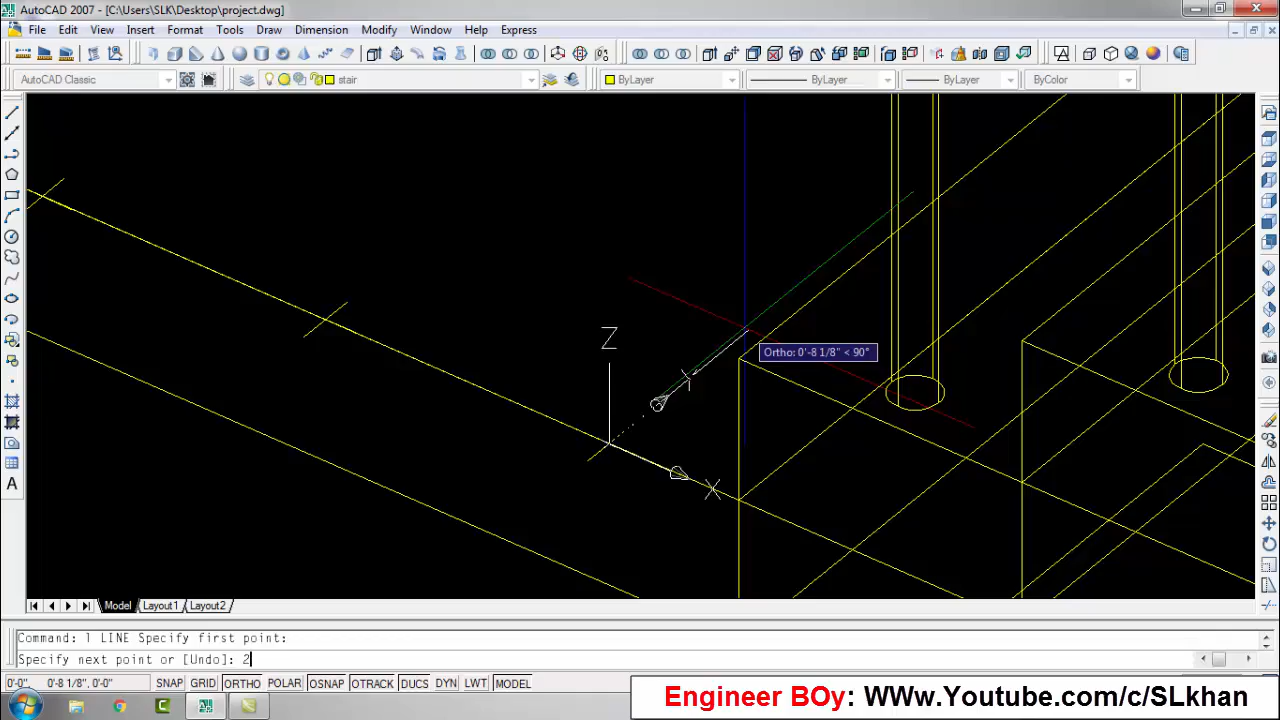 AutoCAD 2007 - [C:\Users\SLK\Desktop\project.dwg]
File Edit View Insert Format Tools Draw Dimension Modify Window Help Express
AutoCAD Classic stair ByLayer ByLayer ByLayer ByColor
Z
Ortho: 0'-8 1/8" < 90°
Y
X
A
Model Layout1 Layout2
Command: l LINE Specify first point:
Specify next point or [Undo]: 2
0'-0", 0'-8 1/8", 0'-0" SNAP GRID ORTHO POLAR OSNAP OTRACK DUCS DYN LWT MODEL
Engineer BOy: WWw.Youtube.com/c/SLkhan